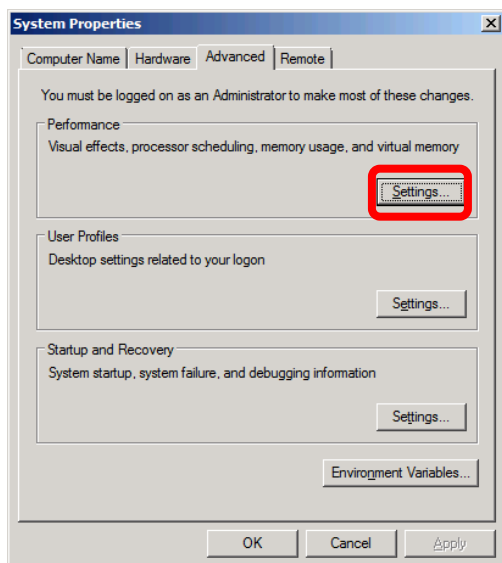 System Properties
Computer Name Hardware Advanced Remote
You must be logged on as an Administrator to make most of these changes.
Performance
Visual effects, processor scheduling, memory usage, and virtual memory
Settings...
User Profiles
Desktop settings related to your logon
Settings...
Startup and Recovery
System startup, system failure, and debugging information
Settings...
Environment Variables...
OK Cancel Apply